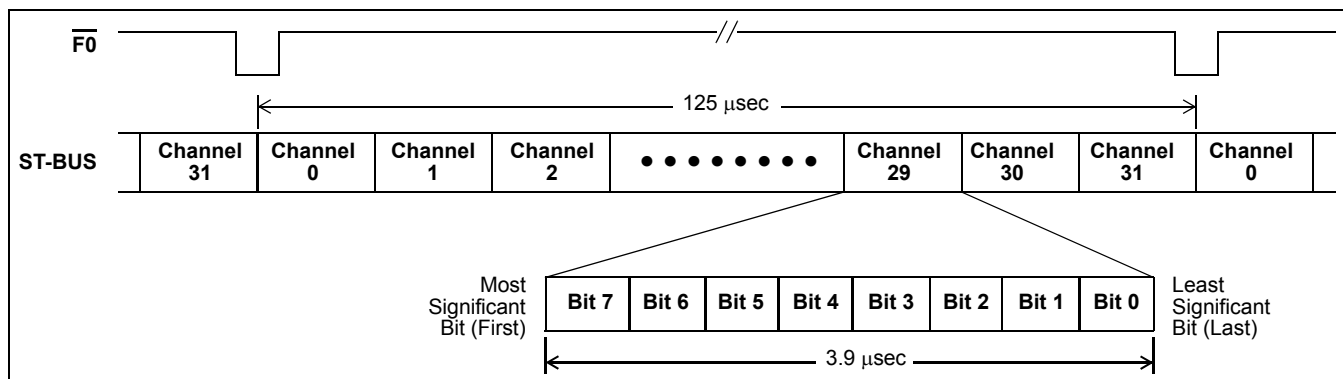 F0
//
125 μsec
ST-BUS
Channel 31
Channel 0
Channel 1
Channel 2
• • • • • • • •
Channel 29
Channel 30
Channel 31
Channel 0
Most Significant Bit (First)
Bit 7
Bit 6
Bit 5
Bit 4
Bit 3
Bit 2
Bit 1
Bit 0
Least Significant Bit (Last)
3.9 μsec